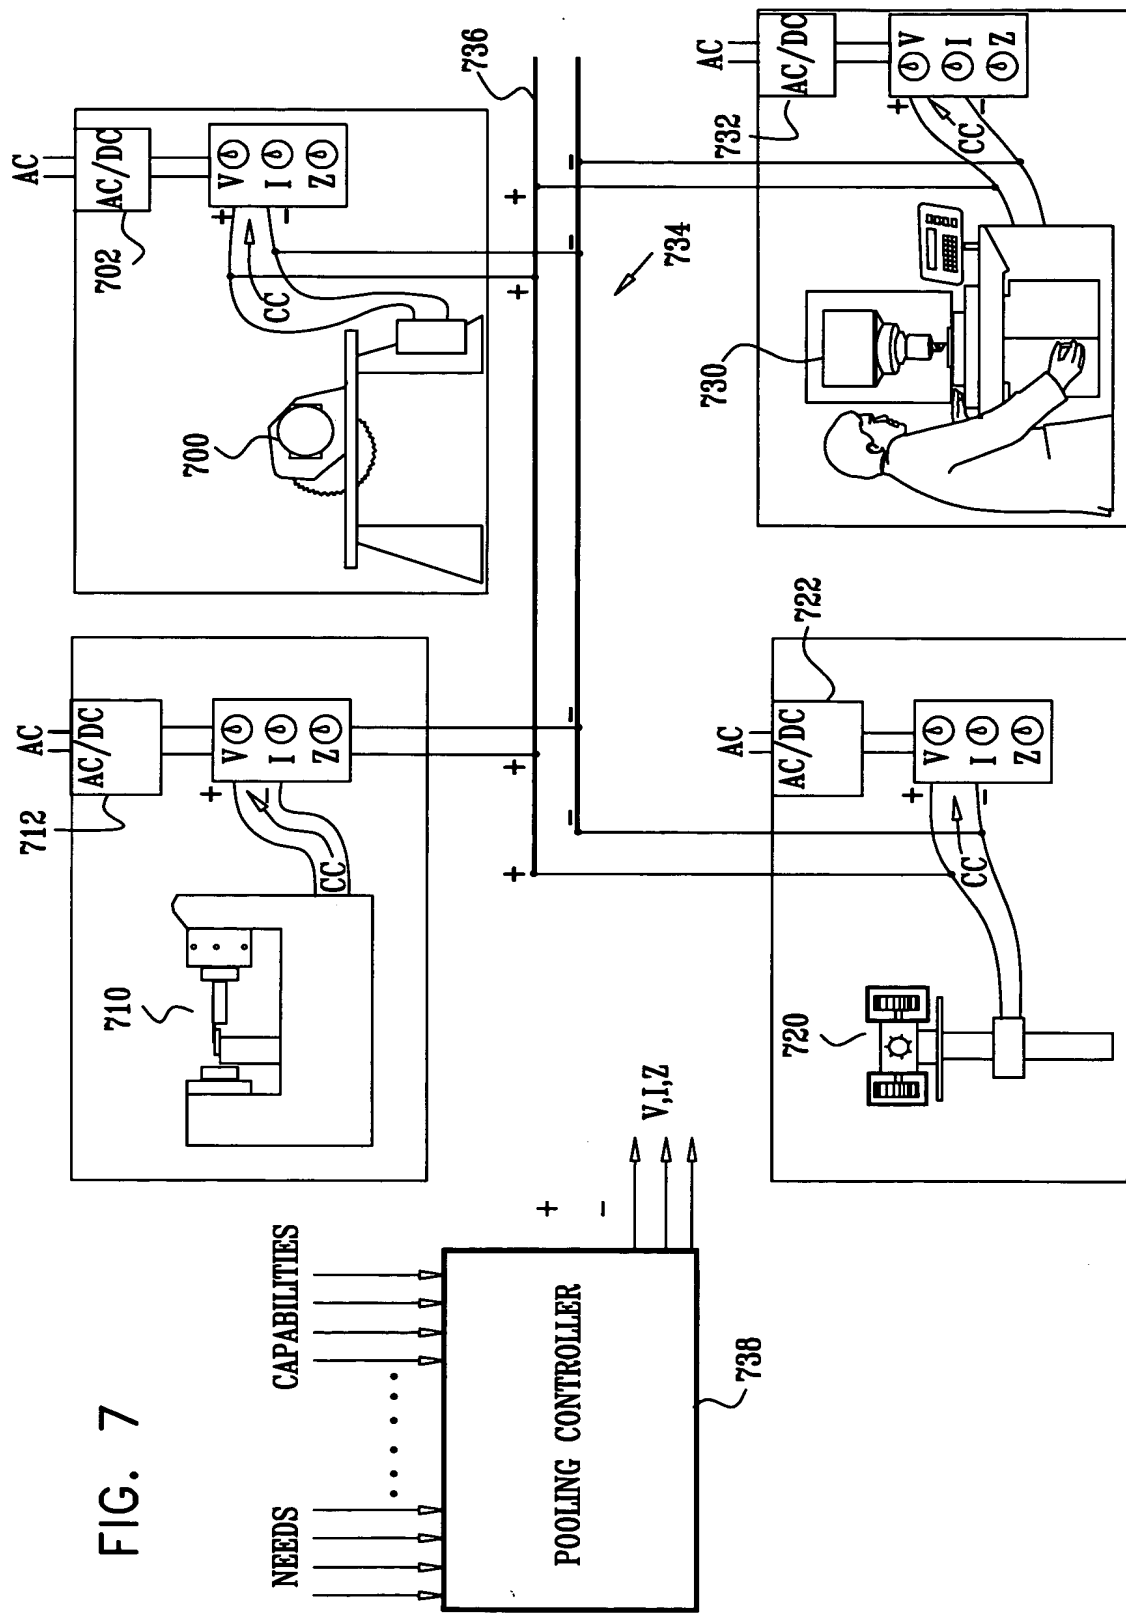 FIG. 7
NEEDS
CAPABILITIES
POOLING CONTROLLER
738
+
-
V,I,Z
AC
AC/DC
712
V
I
Z
+
-
CC
710
AC
AC/DC
702
V
I
Z
+
-
CC
700
736
+
-
+
-
+
-
+
-
734
AC
AC/DC
722
V
I
Z
+
-
CC
720
AC
AC/DC
732
V
I
Z
+
-
CC
730